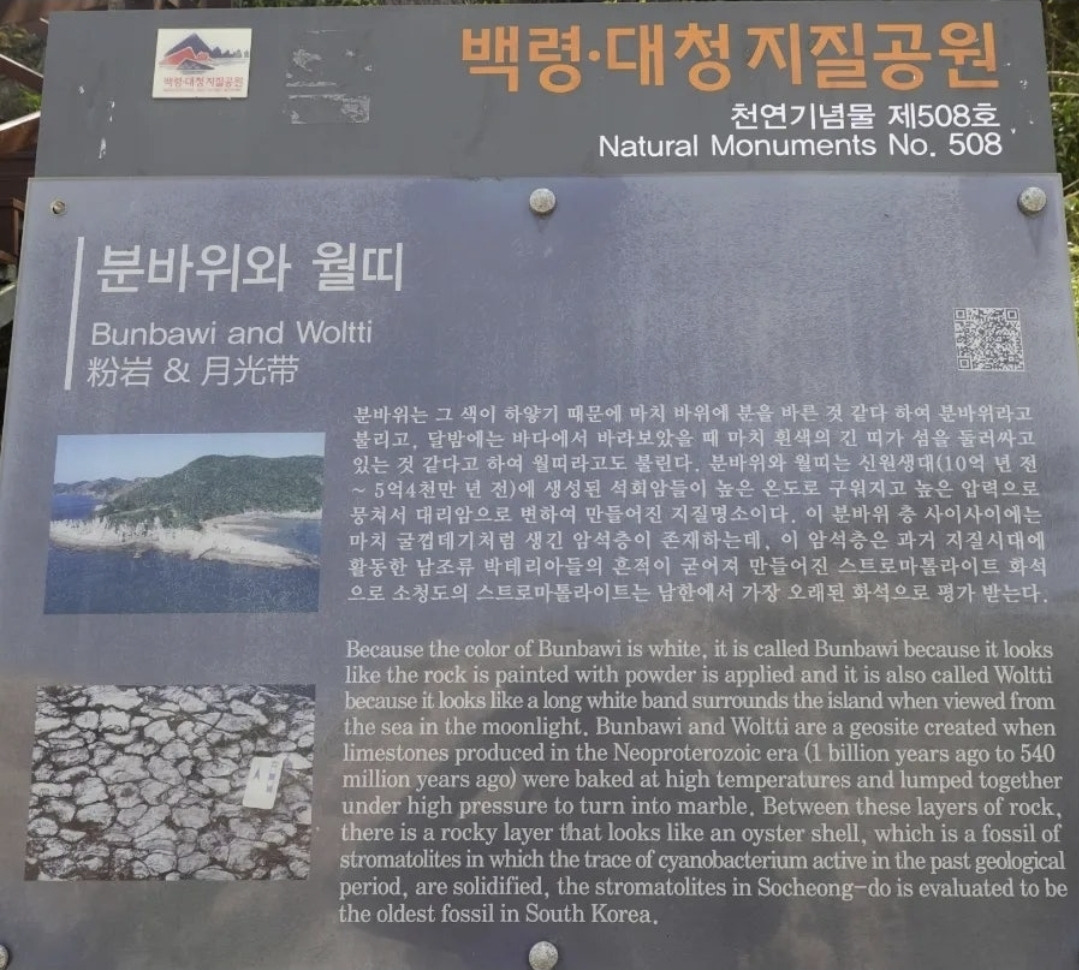 백령·대청 지질공원
백령·대청 지질공원
천연기념물 제508호
Natural Monuments No. 508
분바위와 월띠
Bunbawi and Woltti
粉岩 & 月光带
분바위는 그 색이 하얗기 때문에 마치 바위에 분을 바른 것 같다 하여 분바위라고
불리고, 달밤에는 바다에서 바라보았을 때 마치 흰색의 긴 띠가 섬을 둘러싸고
있는 것 같다고 하여 월띠라고도 불린다. 분바위와 월띠는 신원생대(10억 년 전
~ 5억4천만 년 전)에 생성된 석회암들이 높은 온도로 구워지고 높은 압력으로
뭉쳐서 대리암으로 변하여 만들어진 지질명소이다. 이 분바위 층 사이사이에는
마치 굴껍데기처럼 생긴 암석층이 존재하는데, 이 암석층은 과거 지질시대에
활동한 남조류 박테리아들의 흔적이 굳어져 만들어진 스트로마톨라이트 화석
으로 소청도의 스트로마톨라이트는 남한에서 가장 오래된 화석으로 평가 받는다.
Because the color of Bunbawi is white, it is called Bunbawi because it looks
like the rock is painted with powder is applied and it is also called Woltti
because it looks like a long white band surrounds the island when viewed from
the sea in the moonlight. Bunbawi and Woltti are a geosite created when
limestones produced in the Neoproterozoic era (1 billion years ago to 540
million years ago) were baked at high temperatures and lumped together
under high pressure to turn into marble. Between these layers of rock,
there is a rocky layer that looks like an oyster shell, which is a fossil of
stromatolites in which the trace of cyanobacterium active in the past geological
period, are solidified, the stromatolites in Socheong-do is evaluated to be
the oldest fossil in South Korea.